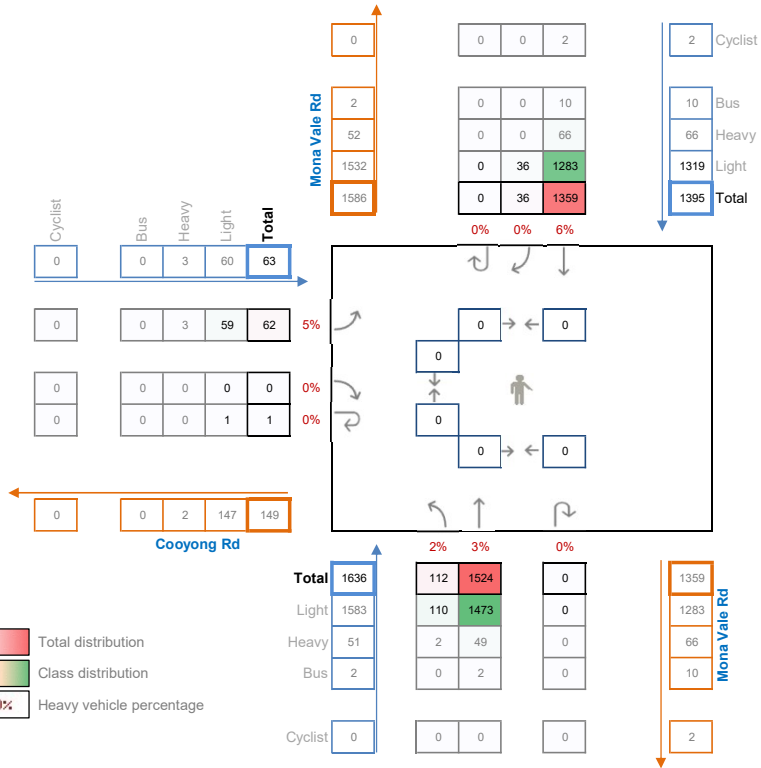 0 0 0 2 2 Cyclist
Mona Vale Rd
2 0 0 10 10 Bus
52 0 0 66 66 Heavy
1532 0 36 1283 1319 Light
1586 0 36 1359 1395 Total
0% 0% 6%
Cyclist Bus Heavy Light Total
0 0 3 60 63
0 0 3 59 62 5%
0 0
0
0 0 0 0 0 0%
0 0 0 1 1 0%
0
0 0
0 0 2 147 149
Cooyong Rd
2% 3% 0%
Total 1636 112 1524 0 1359
Light 1583 110 1473 0 1283
Heavy 51 2 49 0 66
Bus 2 0 2 0 10
Mona Vale Rd
Cyclist 0 0 0 0 2
Total distribution
Class distribution
Heavy vehicle percentage